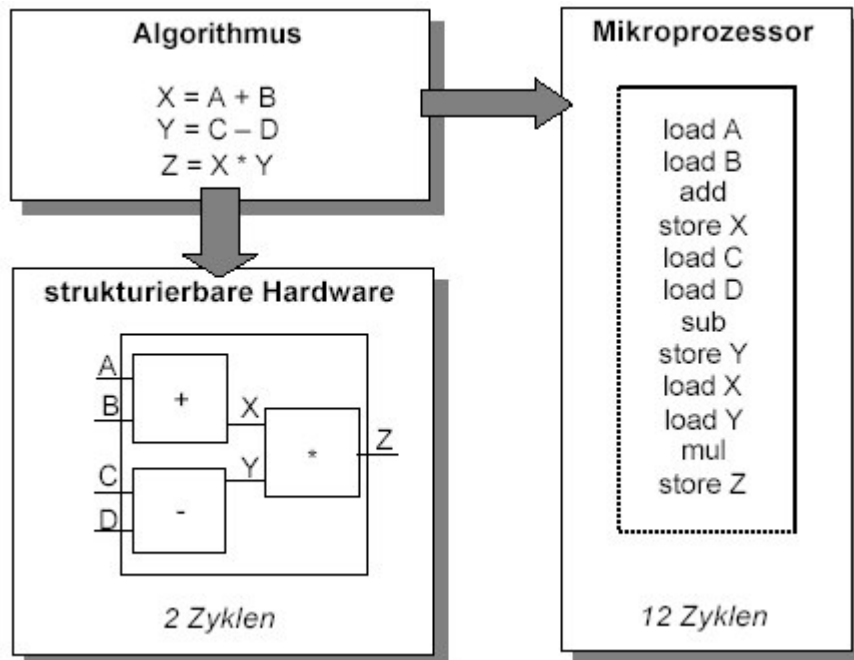 Algorithmus
X = A + B
Y = C – D
Z = X * Y
strukturierbare Hardware
A
B
+
X
C
D
-
Y
*
Z
2 Zyklen
Mikroprozessor
load A
load B
add
store X
load C
load D
sub
store Y
load X
load Y
mul
store Z
12 Zyklen